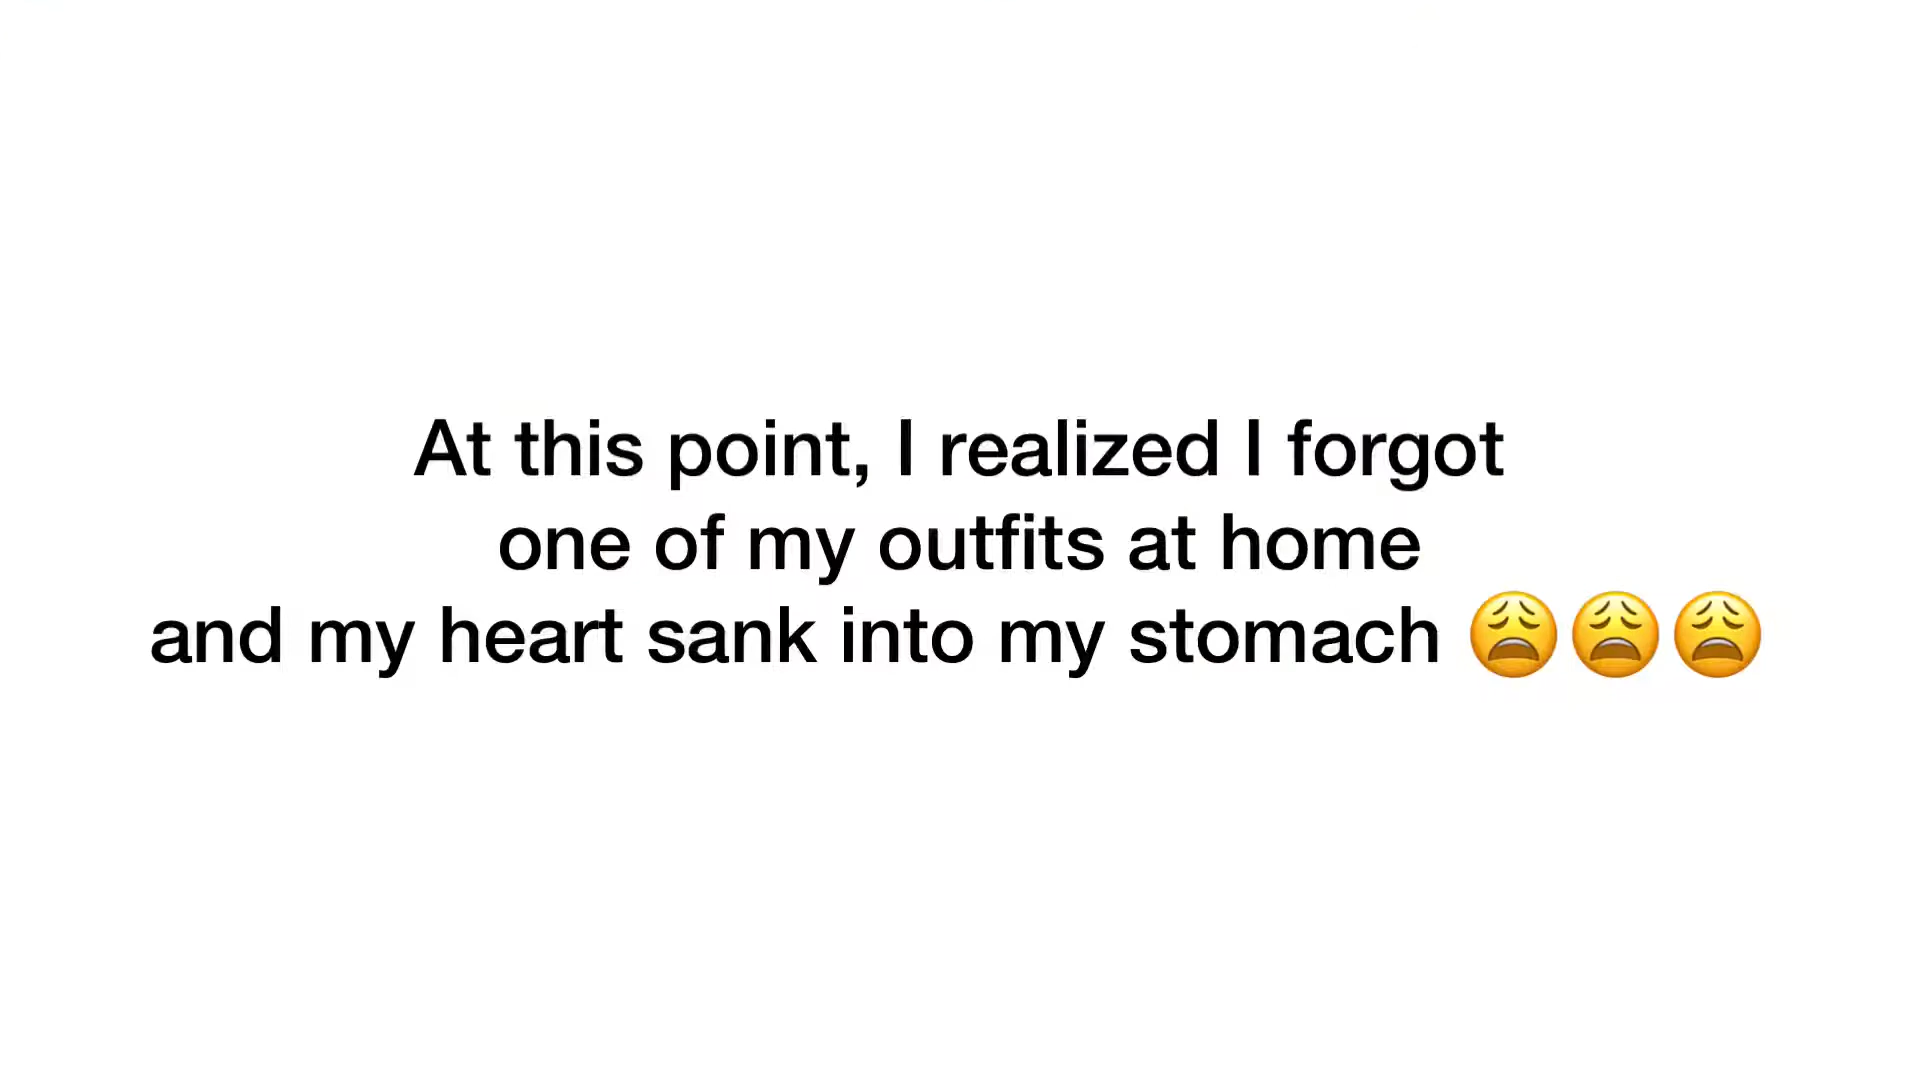 At this point, I realized I forgot
one of my outfits at home
and my heart sank into my stomach 😩😩😩